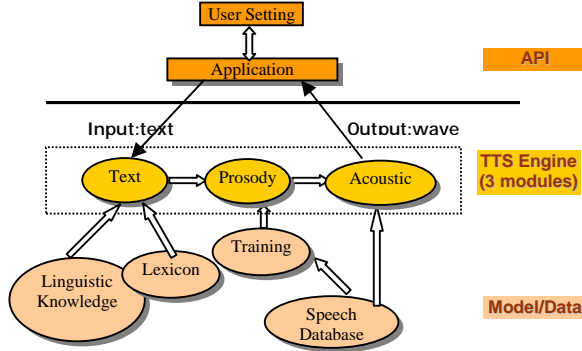 User Setting
Application
API
Input:text
Output:wave
Text
Prosody
Acoustic
TTS Engine
(3 modules)
Training
Lexicon
Linguistic
Knowledge
Speech
Database
Model/Data